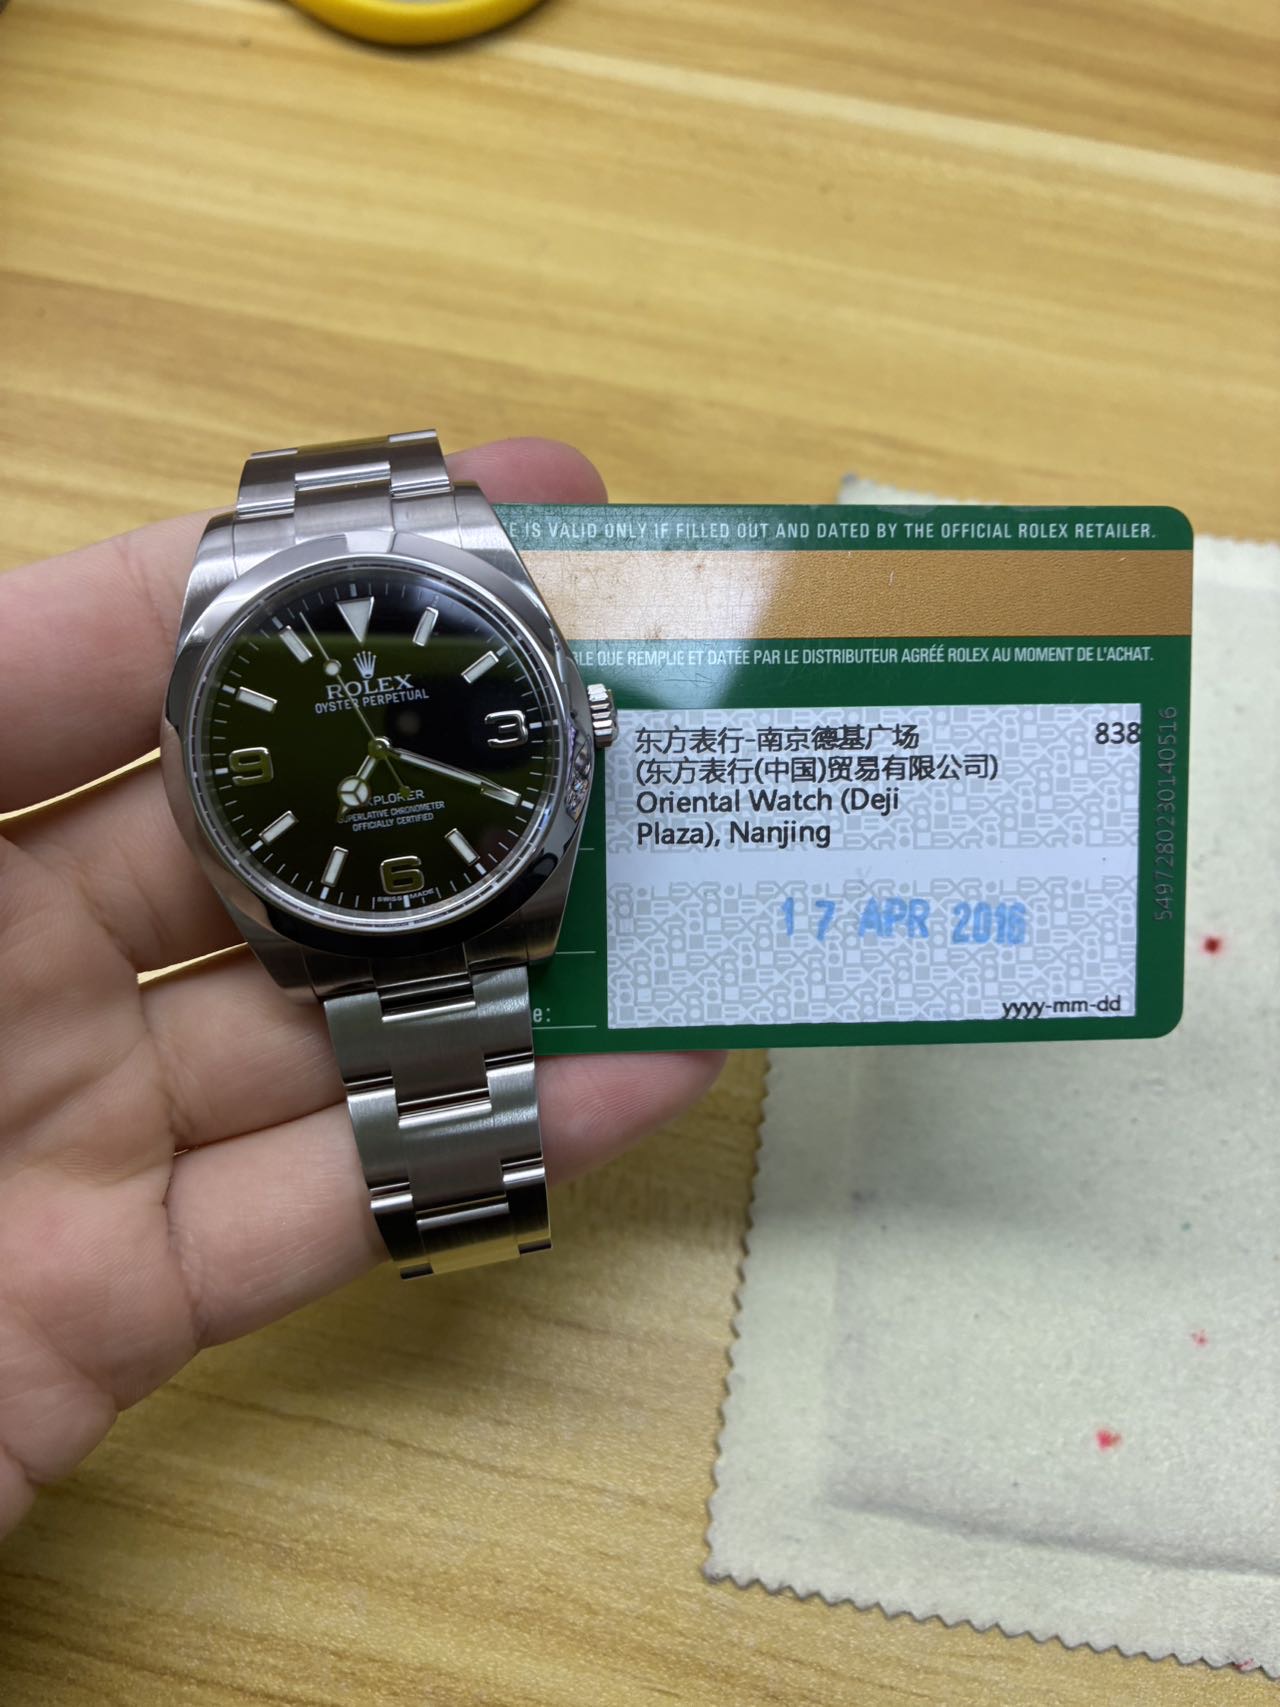 E IS VALID ONLY IF FILLED OUT AND DATED BY THE OFFICIAL ROLEX RETAILER.
BLE QUE REMPLIE ET DATÉE PAR LE DISTRIBUTEUR AGRÉÉ ROLEX AU MOMENT DE L'ACHAT.
东方表行-南京德基广场 838
(东方表行(中国)贸易有限公司)
Oriental Watch (Deji
Plaza), Nanjing
17 APR 2016
yyyy-mm-dd
e:
5497280230140516
ROLEX
OYSTER PERPETUAL
3
9
EXPLORER
SUPERLATIVE CHRONOMETER
OFFICIALLY CERTIFIED
6
SWISS MADE